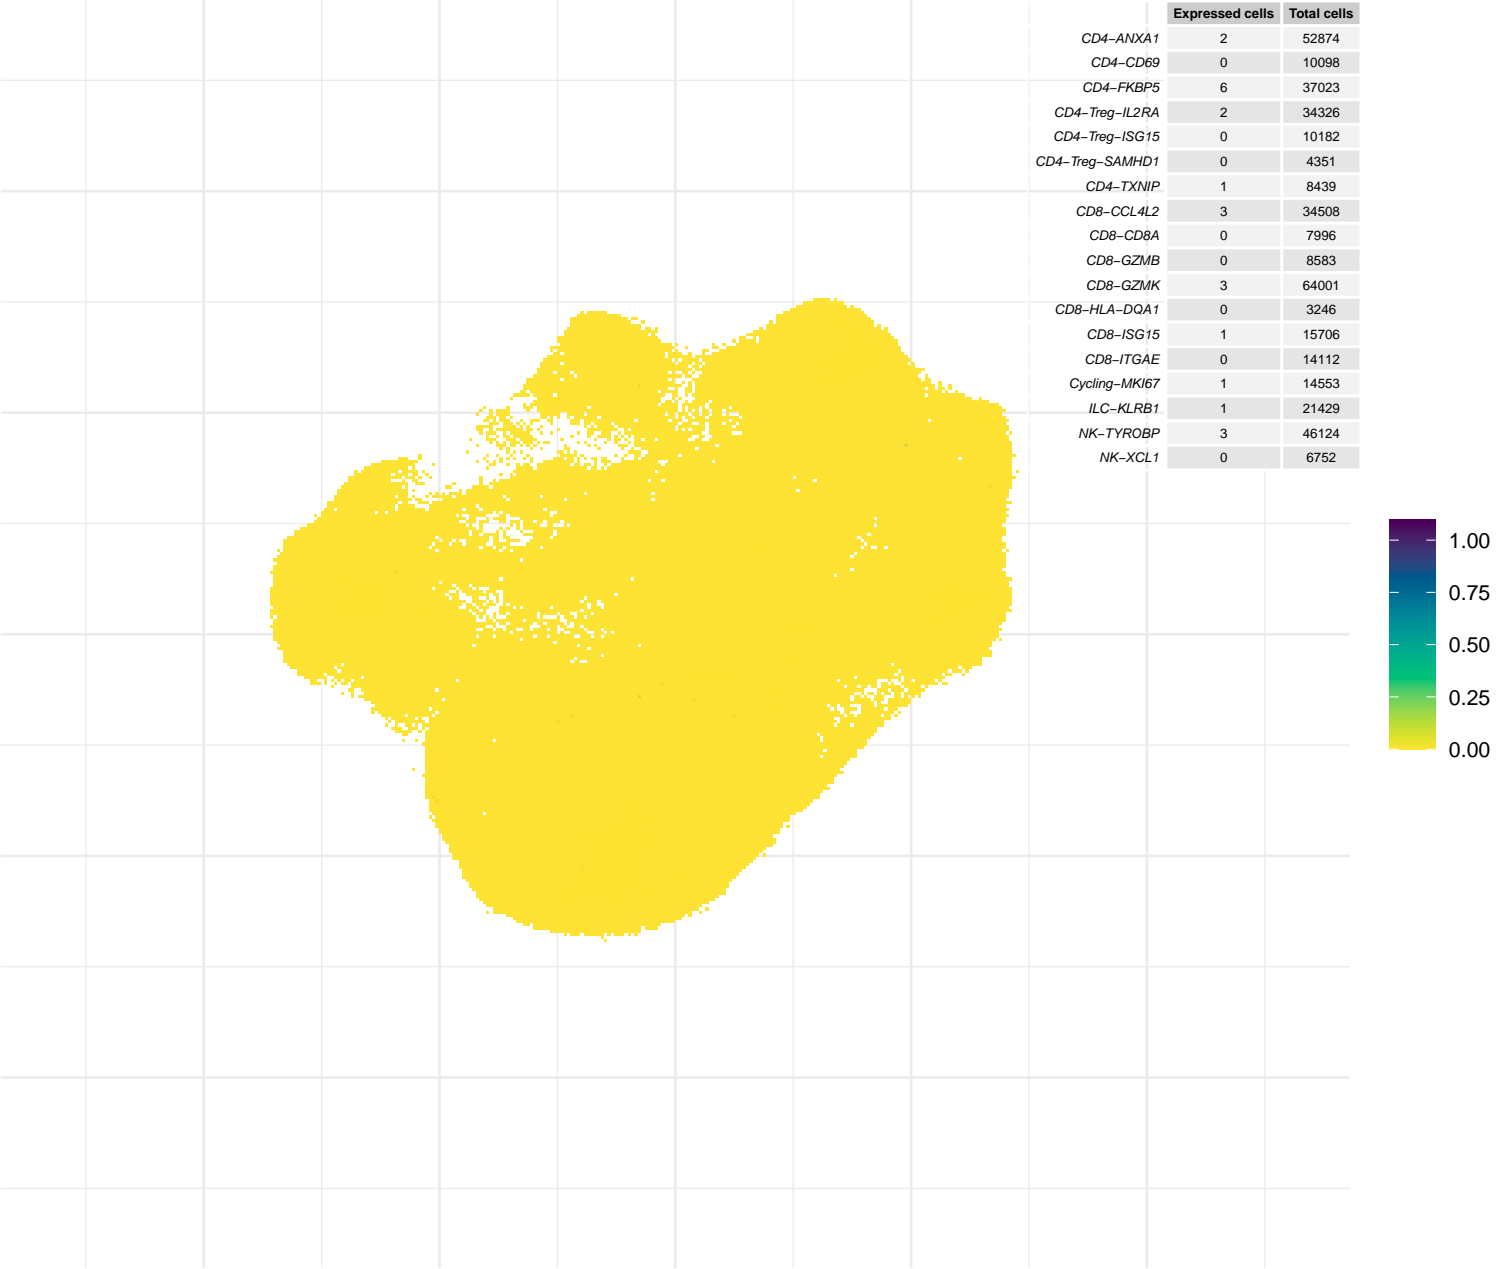 Expressed cells Total cells
CD4−ANXA1 2 52874
CD4−CD69 0 10098
CD4−FKBP5 6 37023
CD4−Treg−IL2RA 2 34326
CD4−Treg−ISG15 0 10182
CD4−Treg−SAMHD1 0 4351
CD4−TXNIP 1 8439
CD8−CCL4L2 3 34508
CD8−CD8A 0 7996
CD8−GZMB 0 8583
CD8−GZMK 3 64001
CD8−HLA−DQA1 0 3246
CD8−ISG15 1 15706
CD8−ITGAE 0 14112
Cycling−MKI67 1 14553
ILC−KLRB1 1 21429
NK−TYROBP 3 46124
NK−XCL1 0 6752
1.00
0.75
0.50
0.25
0.00